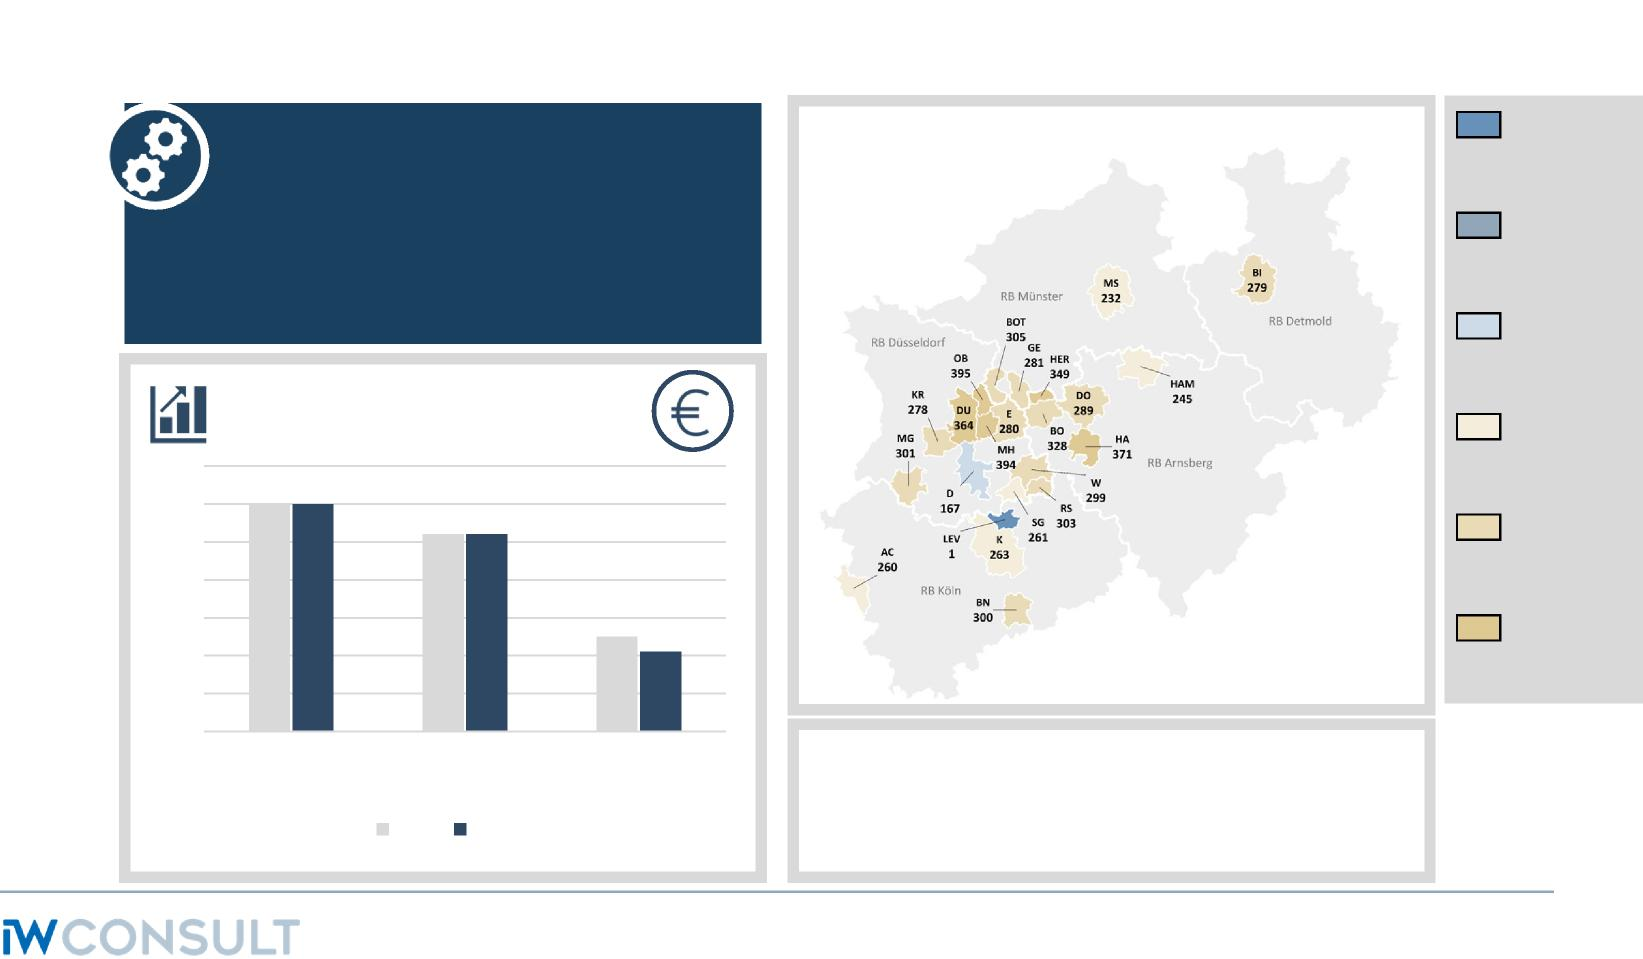 RB Münster
MS
232
BI
279
RB Detmold
RB Düsseldorf
BOT
305
GE
281
HER
349
OB
395
HAM
245
KR
278
DU
364
E
280
DO
289
BO
328
HA
371
MG
301
MH
394
RB Arnsberg
W
299
D
167
RS
303
SG
261
LEV
1
K
263
AC
260
RB Köln
BN
300
€
iWCONSULT